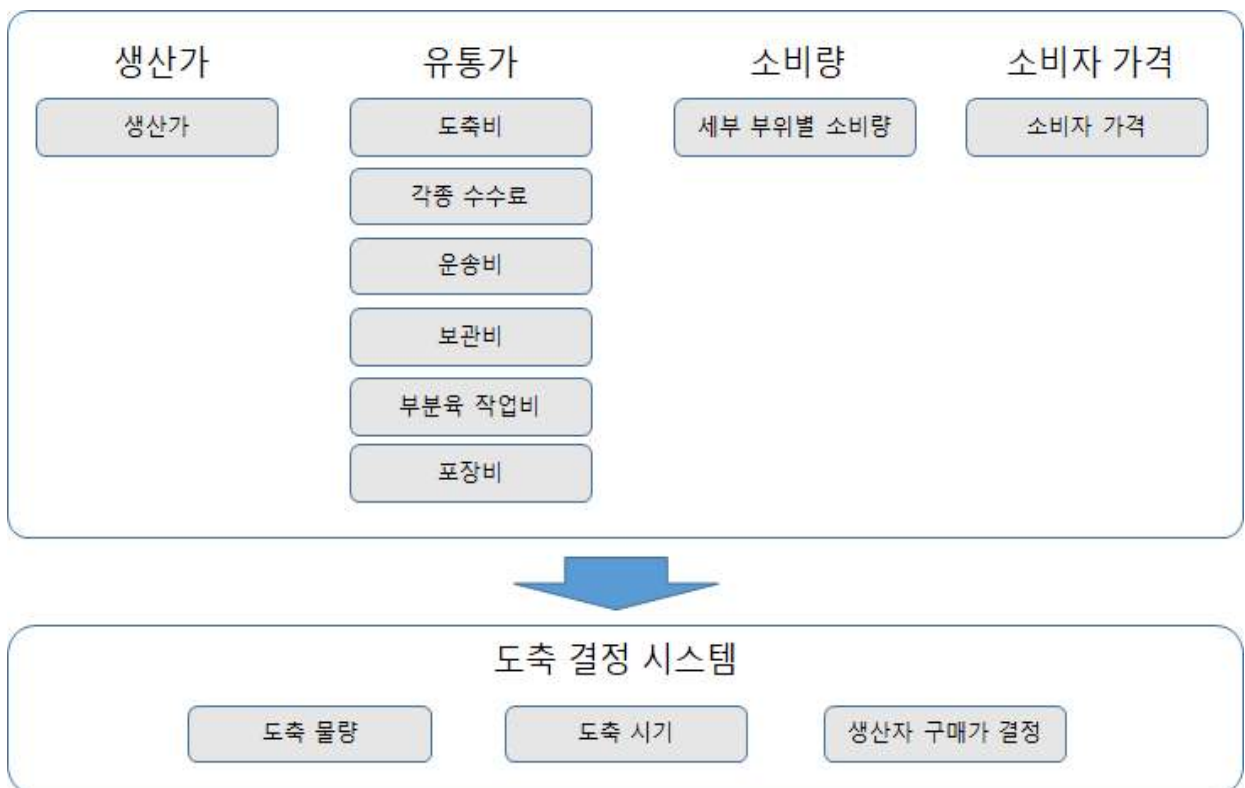 생산가
유통가
소비량
소비자 가격
생산가
도축비
세부 부위별 소비량
소비자 가격
각종 수수료
운송비
보관비
부분육 작업비
포장비
도축 결정 시스템
도축 물량
도축 시기
생산자 구매가 결정